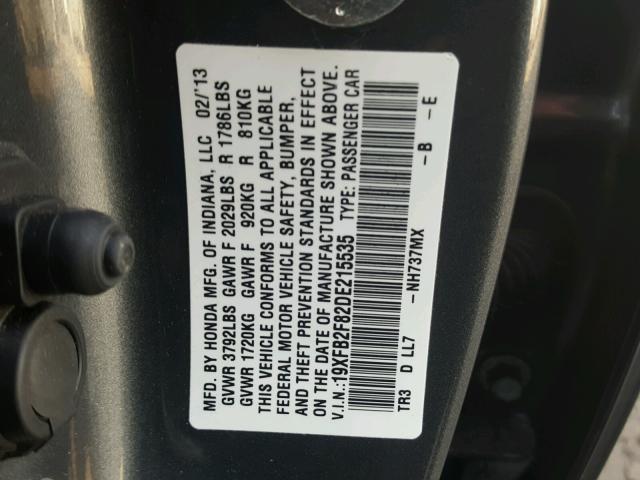 MFD. BY HONDA MFG. OF INDIANA, LLC 02/'13
GVWR 3792LBS GAWR F 2029LBS R 1786LBS
GVWR 1720KG GAWR F 920KG R 810KG
THIS VEHICLE CONFORMS TO ALL APPLICABLE
FEDERAL MOTOR VEHICLE SAFETY, BUMPER,
AND THEFT PREVENTION STANDARDS IN EFFECT
ON THE DATE OF MANUFACTURE SHOWN ABOVE.
V.I.N.:19XFB2F82DE215535 TYPE: PASSENGER CAR
TR3 D LL7 -NH737MX -B -E